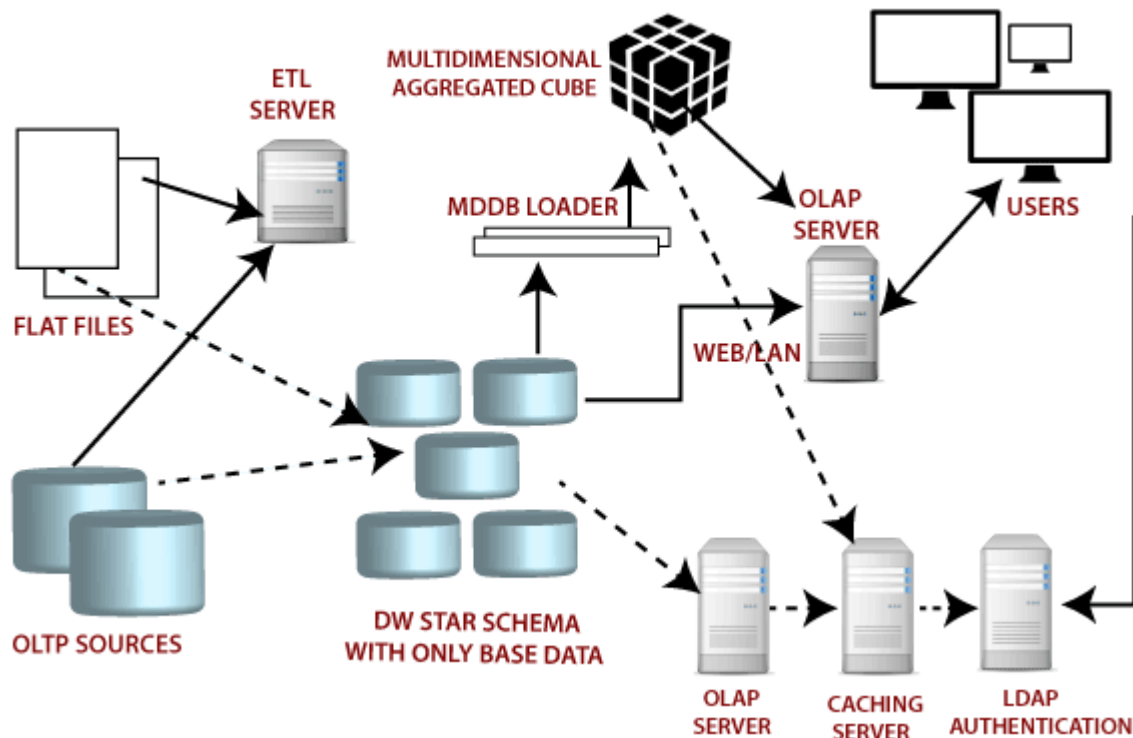 MULTIDIMENSIONAL
AGGREGATED CUBE
ETL
SERVER
MDDB LOADER
OLAP
SERVER
USERS
FLAT FILES
WEB/LAN
OLTP SOURCES
DW STAR SCHEMA
WITH ONLY BASE DATA
OLAP
SERVER
CACHING
SERVER
LDAP
AUTHENTICATION